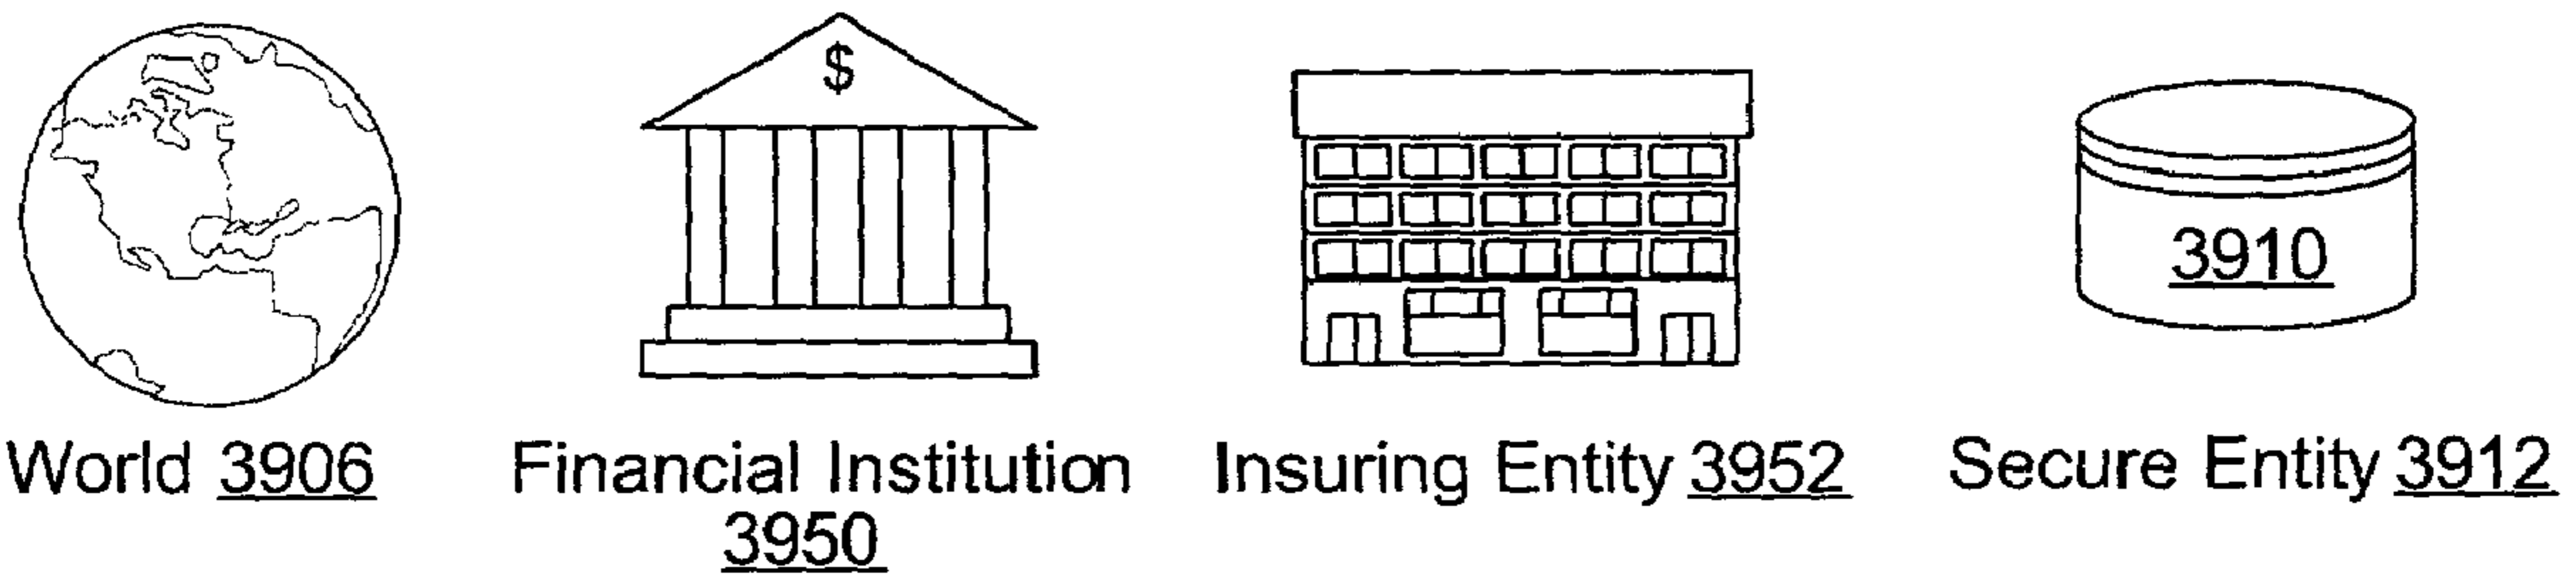 $
3910
World 3906
Financial Institution
3950
Insuring Entity 3952
Secure Entity 3912